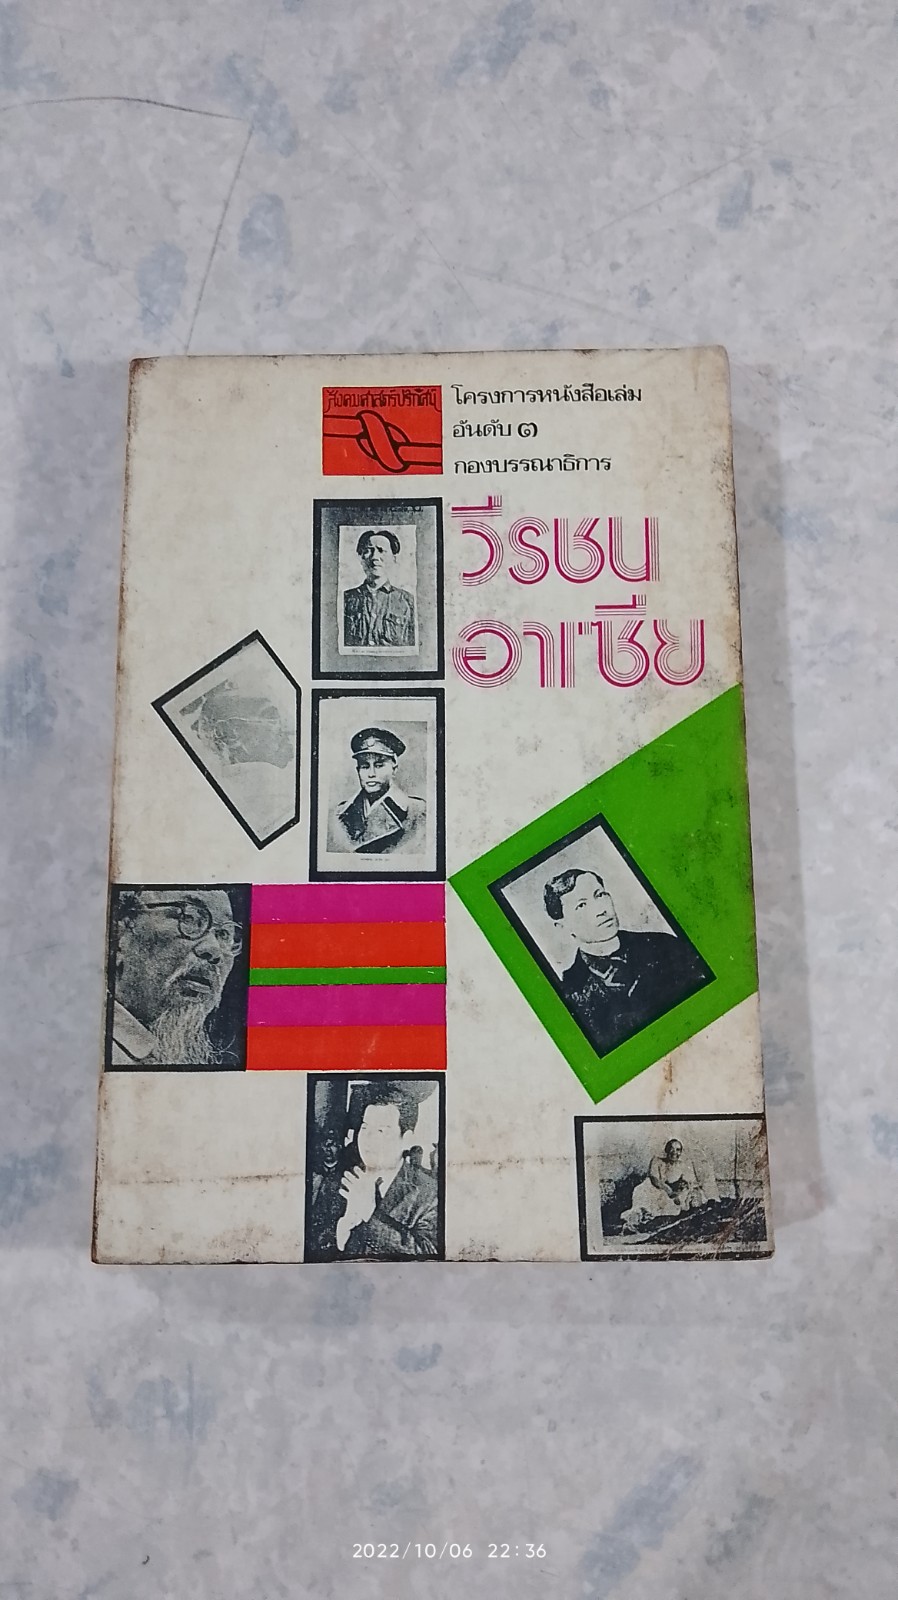 สังคมศาสตร์ปริทัศน์
โครงการหนังสือเล่ม
อันดับ ๓
กองบรรณาธิการ
วีรชน
อาเซีย
2022/10/06 22:36